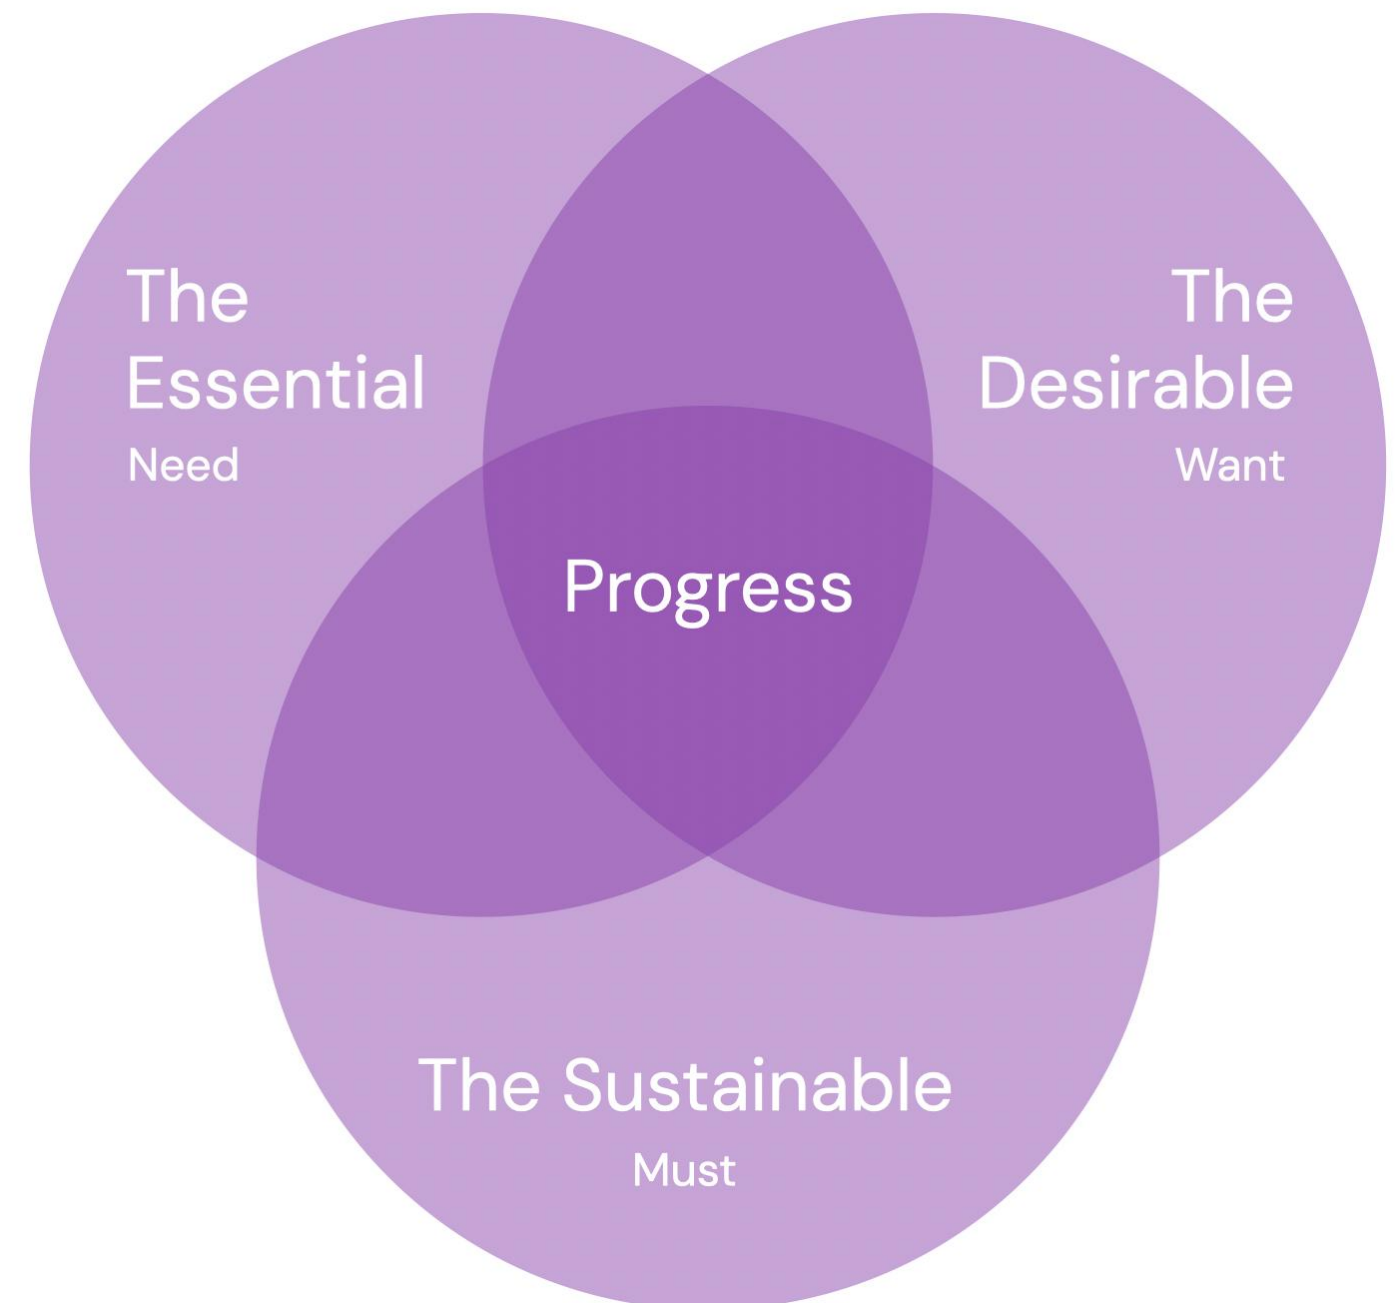 The
Essential
Need
The
Desirable
Want
Progress
The Sustainable
Must